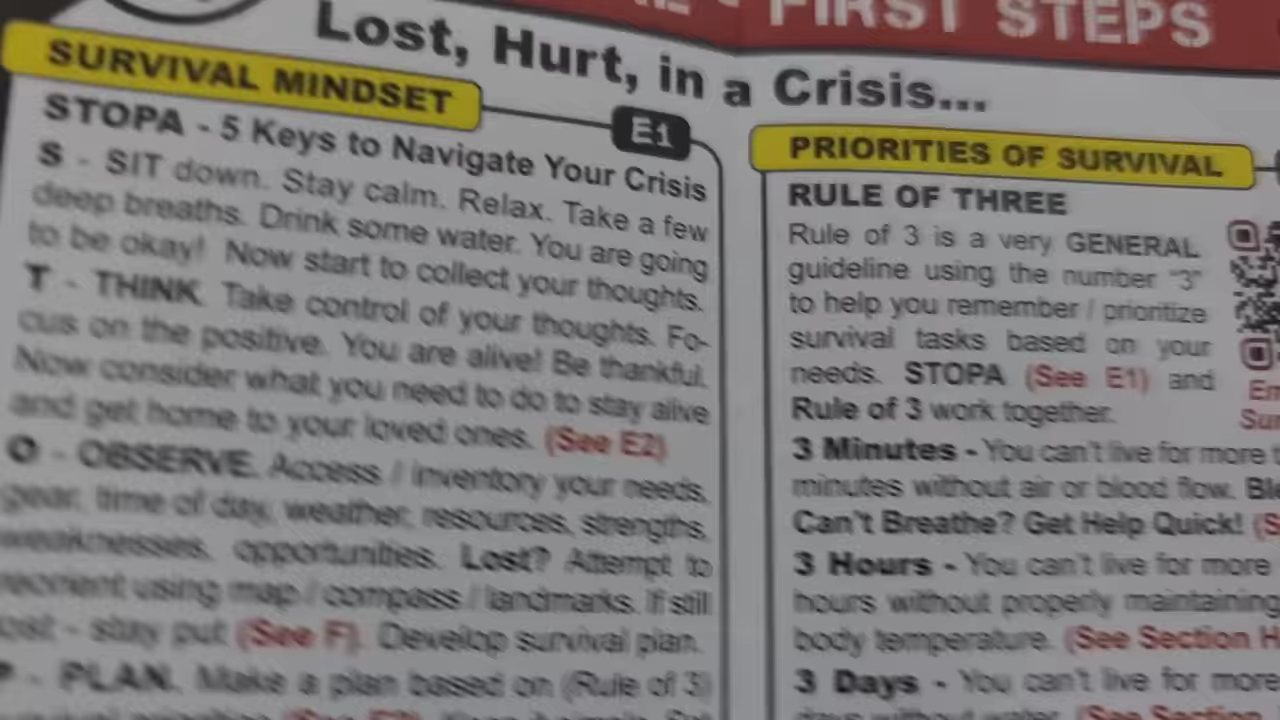 - FIRST STEPS
Lost, Hurt, in a Crisis...
SURVIVAL MINDSET
E1
STOPA - 5 Keys to Navigate Your Crisis
S - SIT down. Stay calm. Relax. Take a few
deep breaths. Drink some water. You are going
to be okay! Now start to collect your thoughts.
T - THINK. Take control of your thoughts. Fo-
cus on the positive. You are alive! Be thankful.
Now consider what you need to do to stay alive
and get home to your loved ones. (See E2)
O - OBSERVE. Access / inventory your needs,
gear, time of day, weather, resources, strengths,
weaknesses, opportunities. Lost? Attempt to
reorient using map / compass / landmarks. If still
lost - stay put (See F). Develop survival plan.
P - PLAN. Make a plan based on (Rule of 3)
PRIORITIES OF SURVIVAL
RULE OF THREE
Rule of 3 is a very GENERAL
guideline using the number "3"
to help you remember / prioritize
survival tasks based on your
needs. STOPA (See E1) and
Rule of 3 work together.
3 Minutes - You can't live for more
minutes without air or blood flow.
Can't Breathe? Get Help Quick!
3 Hours - You can't live for more
hours without properly maintaining
body temperature. (See Section H
3 Days - You can't live for more
days without water. (See Section